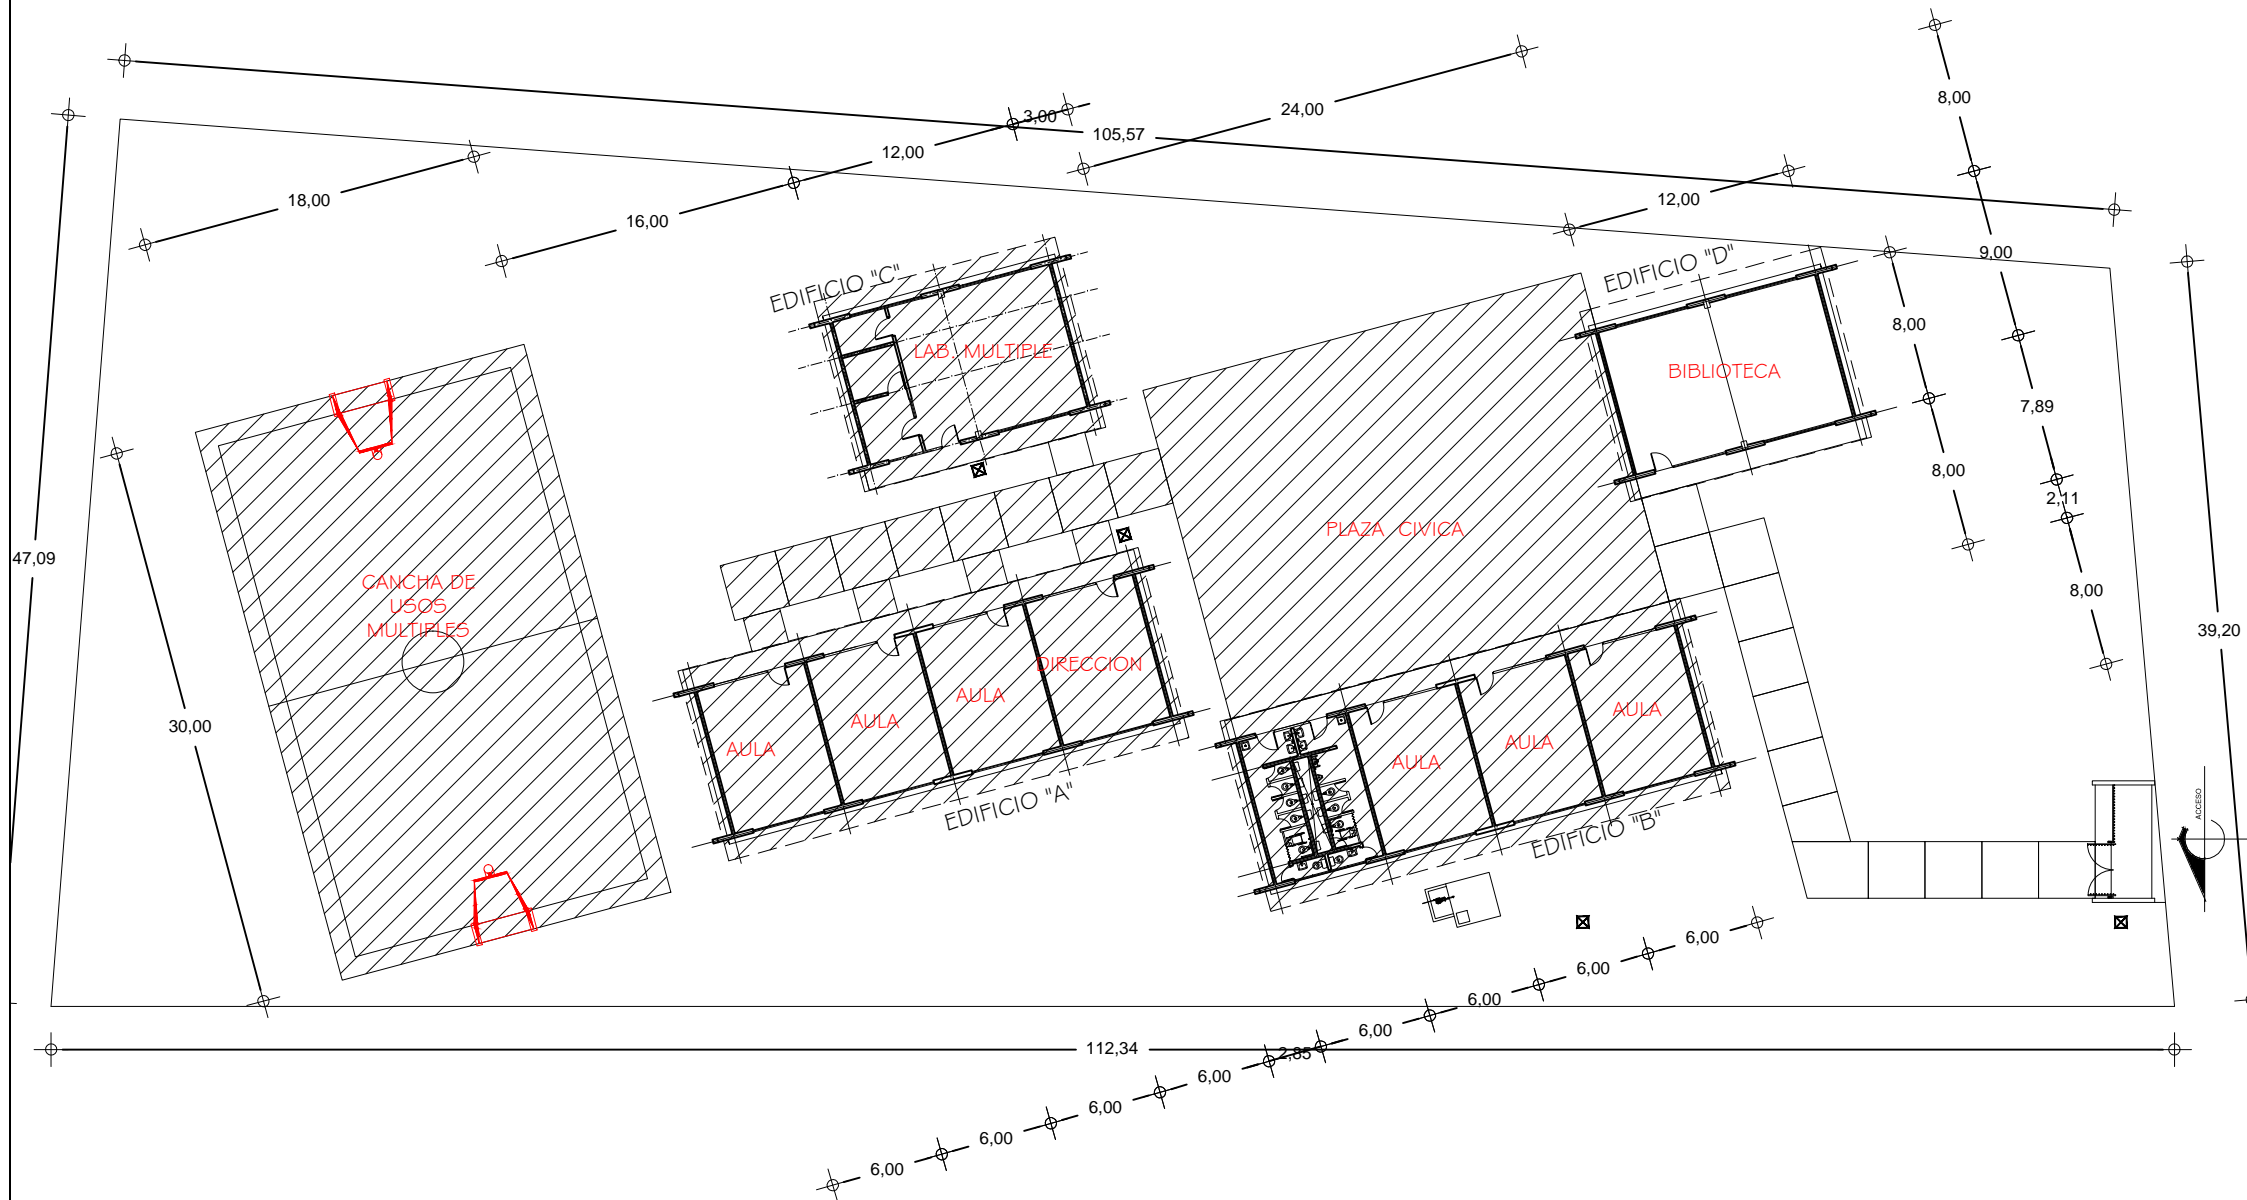 8,00
3,00
24,00
105,57
12,00
18,00
16,00
12,00
9,00
EDIFICIO "C"
EDIFICIO "D"
LAB. MULTIPLE
BIBLIOTECA
8,00
7,89
8,00
2,11
PLAZA CIVICA
47,09
CANCHA DE
USOS
MULTIPLES
8,00
39,20
DIRECCION
AULA
AULA
AULA
30,00
AULA
AULA
AULA
EDIFICIO "A"
EDIFICIO "B"
ACCESO
6,00
6,00
6,00
6,00
112,34
2,85
6,00
6,00
6,00
6,00